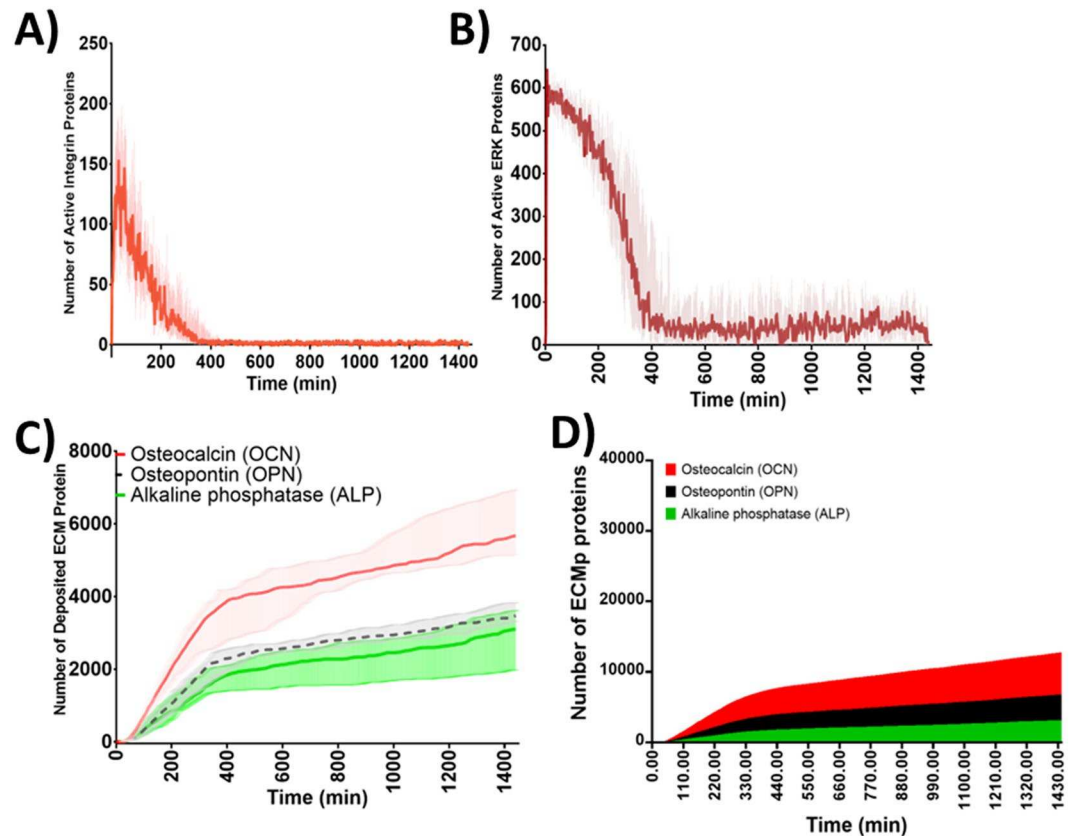 A)
Number of Active Integrin Proteins
250
200
150
100
50
0
0 200 400 600 800 1000 1200 1400
Time (min)
B)
Number of Active ERK Proteins
700
600
500
400
300
200
100
0
0 200 400 600 800 1000 1200 1400
Time (min)
C)
Number of Deposited ECM Protein
8000
6000
4000
2000
0
Osteocalcin (OCN)
Osteopontin (OPN)
Alkaline phosphatase (ALP)
0 200 400 600 800 1000 1200 1400
Time (min)
D)
Number of ECMp proteins
40000
30000
20000
10000
0
Osteocalcin (OCN)
Osteopontin (OPN)
Alkaline phosphatase (ALP)
0.00 110.00 220.00 330.00 440.00 550.00 660.00 770.00 880.00 990.00 1100.00 1210.00 1320.00 1430.00
Time (min)